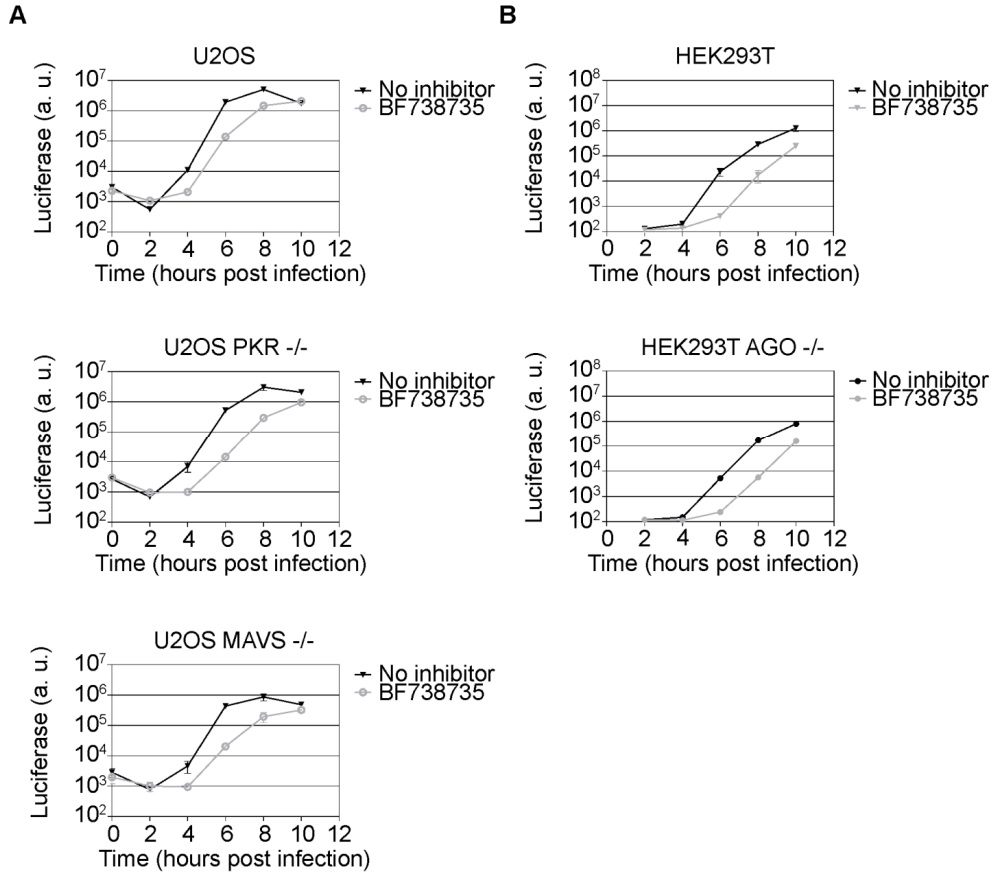 A
B
U2OS
Luciferase (a. u.)
10⁷
10⁶
10⁵
10⁴
10³
10²
0 2 4 6 8 10 12
Time (hours post infection)
No inhibitor
BF738735
HEK293T
Luciferase (a. u.)
10⁸
10⁷
10⁶
10⁵
10⁴
10³
10²
0 2 4 6 8 10 12
Time (hours post infection)
No inhibitor
BF738735
U2OS PKR -/-
Luciferase (a. u.)
10⁷
10⁶
10⁵
10⁴
10³
10²
0 2 4 6 8 10 12
Time (hours post infection)
No inhibitor
BF738735
HEK293T AGO -/-
Luciferase (a. u.)
10⁸
10⁷
10⁶
10⁵
10⁴
10³
10²
0 2 4 6 8 10 12
Time (hours post infection)
No inhibitor
BF738735
U2OS MAVS -/-
Luciferase (a. u.)
10⁷
10⁶
10⁵
10⁴
10³
10²
0 2 4 6 8 10 12
Time (hours post infection)
No inhibitor
BF738735